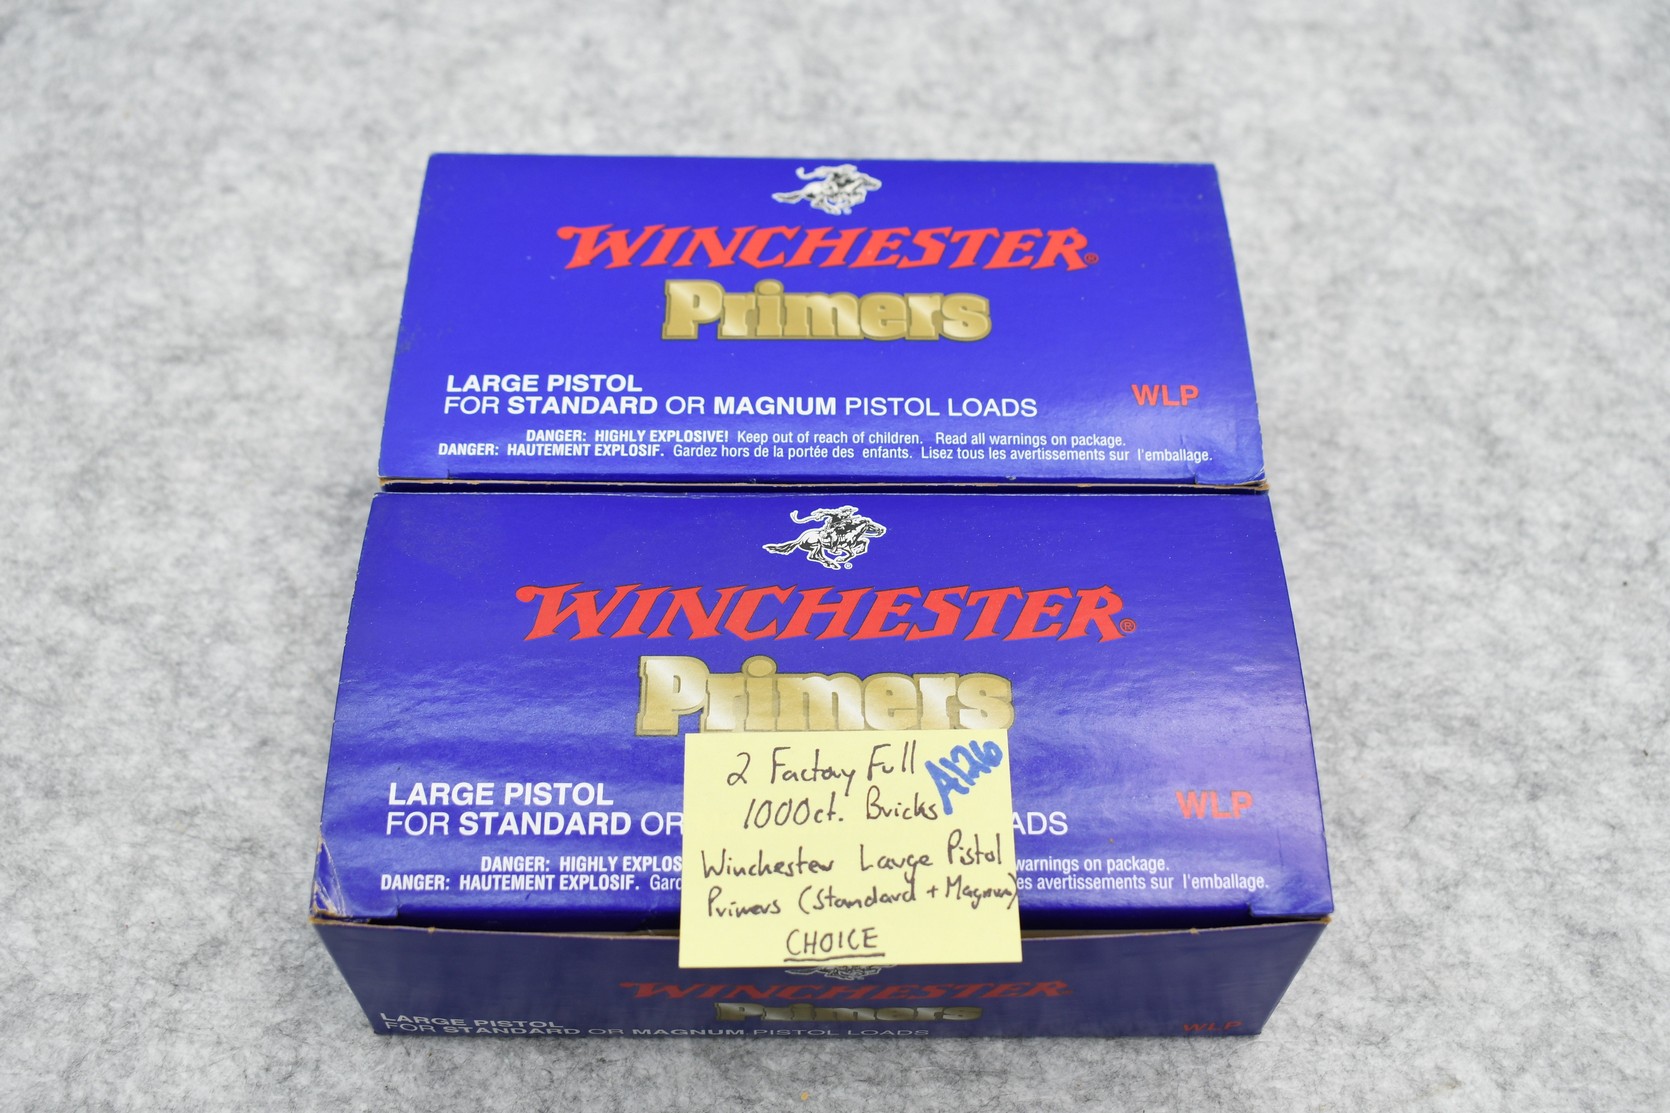 WINCHESTER®
Primers
LARGE PISTOL
FOR STANDARD OR MAGNUM PISTOL LOADS
WLP
DANGER: HIGHLY EXPLOSIVE! Keep out of reach of children. Read all warnings on package.
DANGER: HAUTEMENT EXPLOSIF. Gardez hors de la portée des enfants. Lisez tous les avertissements sur l'emballage.
WINCHESTER®
Primers
LARGE PISTOL
FOR STANDARD OR
ADS
WLP
DANGER: HIGHLY EXPLOS
warnings on package.
DANGER: HAUTEMENT EXPLOSIF. Gard
es avertissements sur l'emballage.
2 Factory Full
A126
1000ct. Bricks
Winchester Large Pistol
Primers (Standard + Magnum)
CHOICE
WINCHESTER
Primers
LARGE PISTOL
FOR STANDARD OR MAGNUM PISTOL LOADS
WLP